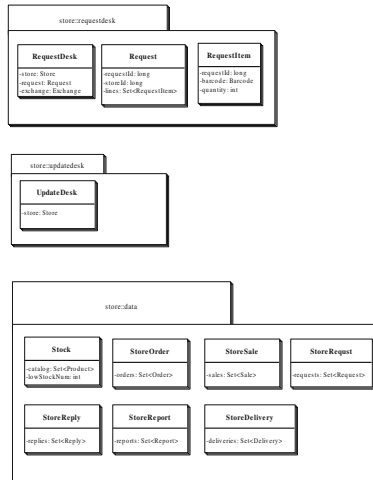 store::requestdesk
RequestDesk
-store: Store
-request: Request
-exchange: Exchange
Request
-requestId: long
-storeId: long
-lines: Set<RequestItem>
RequestItem
-requestId: long
-barcode: Barcode
-quantity: int
store::updatedesk
UpdateDesk
-store: Store
store::data
Stock
-catalog: Set<Product>
-lowStockNum: int
StoreOrder
-orders: Set<Order>
StoreSale
-sales: Set<Sale>
StoreRequst
-requests: Set<Request>
StoreReply
-replies: Set<Reply>
StoreReport
-reports: Set<Report>
StoreDelivery
-deliveries: Set<Delivery>